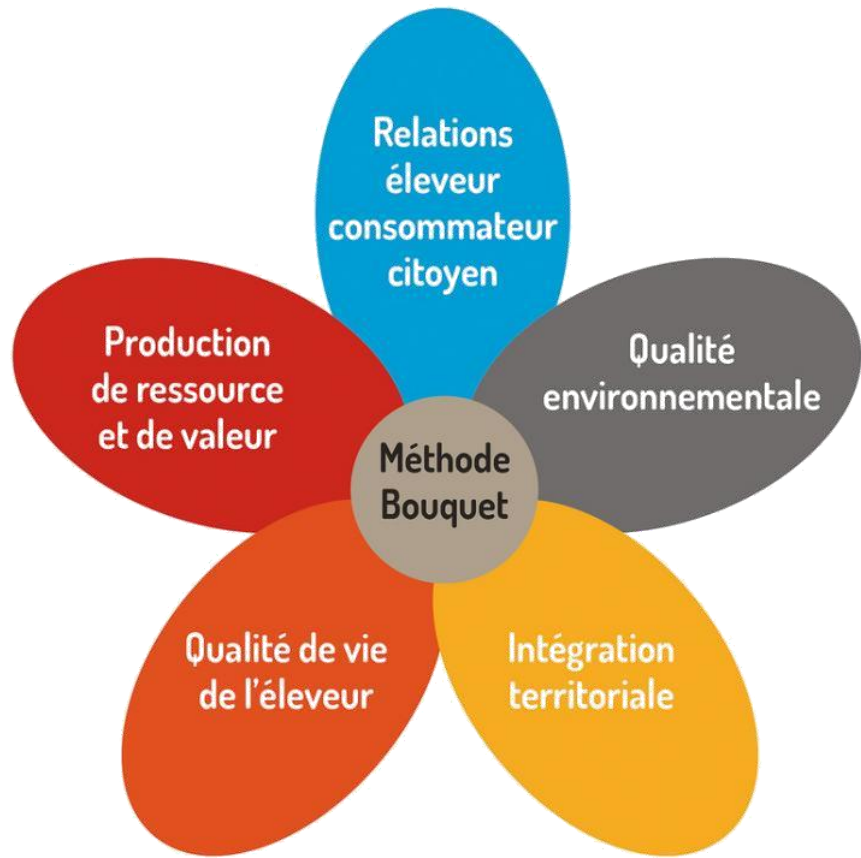 Relations
éleveur
consommateur
citoyen
Production
de ressource
et de valeur
Qualité
environnementale
Méthode
Bouquet
Qualité de vie
de l'éleveur
Intégration
territoriale